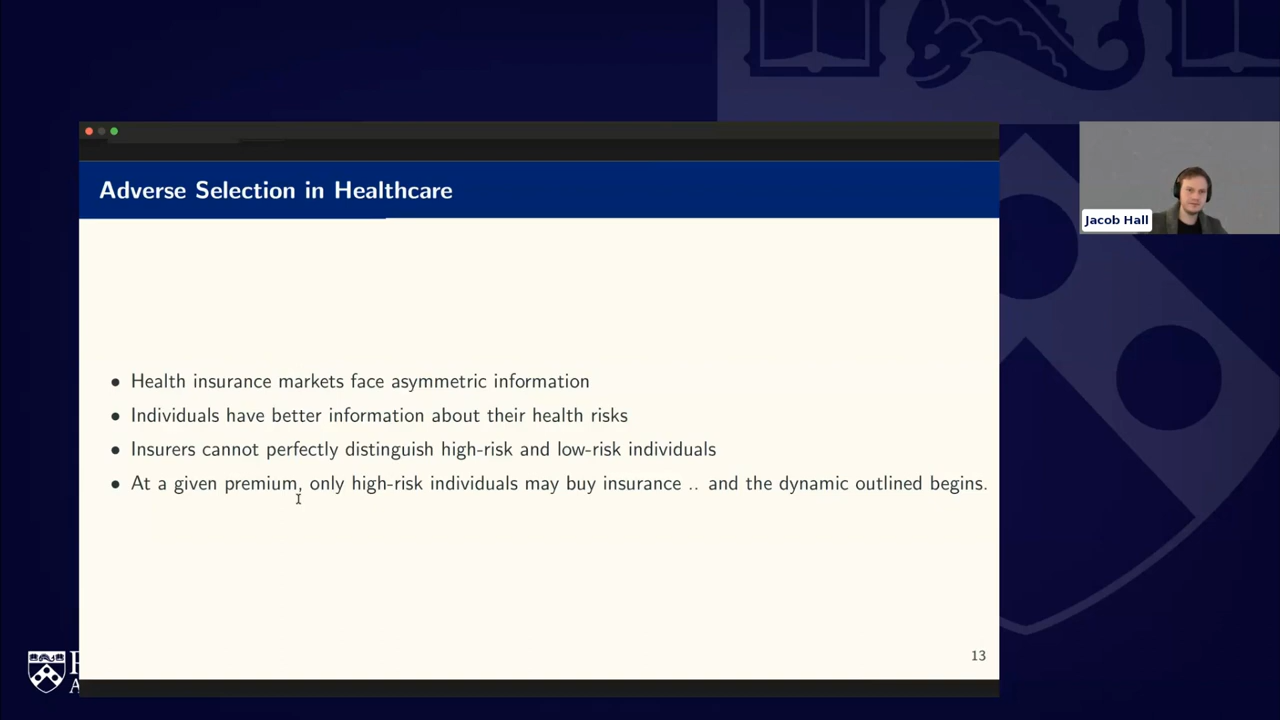 Adverse Selection in Healthcare
Jacob Hall
• Health insurance markets face asymmetric information
• Individuals have better information about their health risks
• Insurers cannot perfectly distinguish high-risk and low-risk individuals
• At a given premium, only high-risk individuals may buy insurance .. and the dynamic outlined begins.
13